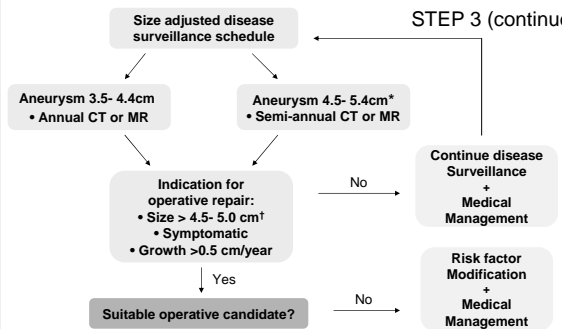 STEP 3 (continue
Size adjusted disease
surveillance schedule
Aneurysm 3.5- 4.4cm
• Annual CT or MR
Aneurysm 4.5- 5.4cm*
• Semi-annual CT or MR
Indication for
operative repair:
• Size > 4.5- 5.0 cm†
• Symptomatic
• Growth >0.5 cm/year
No
Continue disease
Surveillance
+
Medical
Management
Yes
Suitable operative candidate?
No
Risk factor
Modification
+
Medical
Management